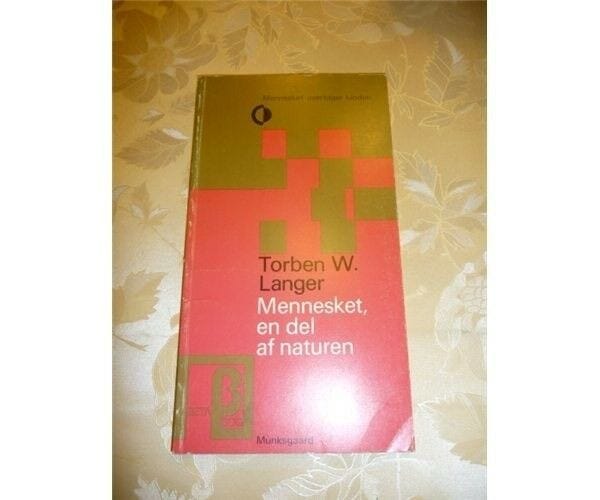 Mennesket overtager kloden
Torben W.
Langer
Mennesket,
en del
af naturen
Munksgaard